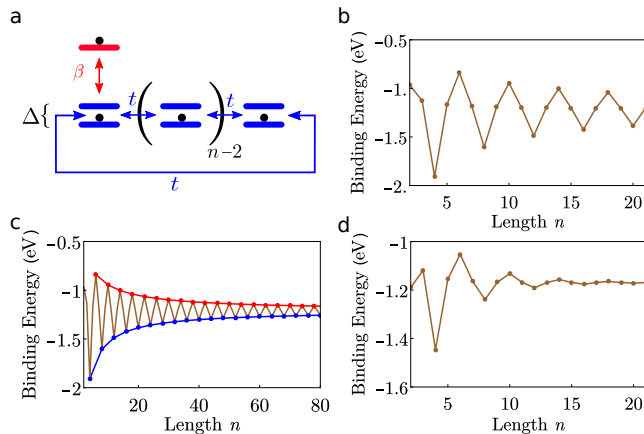 a
β
Δ{
t
(
)
t
n−2
t
b
−0.5
−1.
−1.5
−2.
5
10
15
20
Binding Energy (eV)
Length n
c
−0.5
−1
−1.5
−2
0
20
40
60
80
Binding Energy (eV)
Length n
d
−1
−1.2
−1.4
−1.6
5
10
15
20
Binding Energy (eV)
Length n